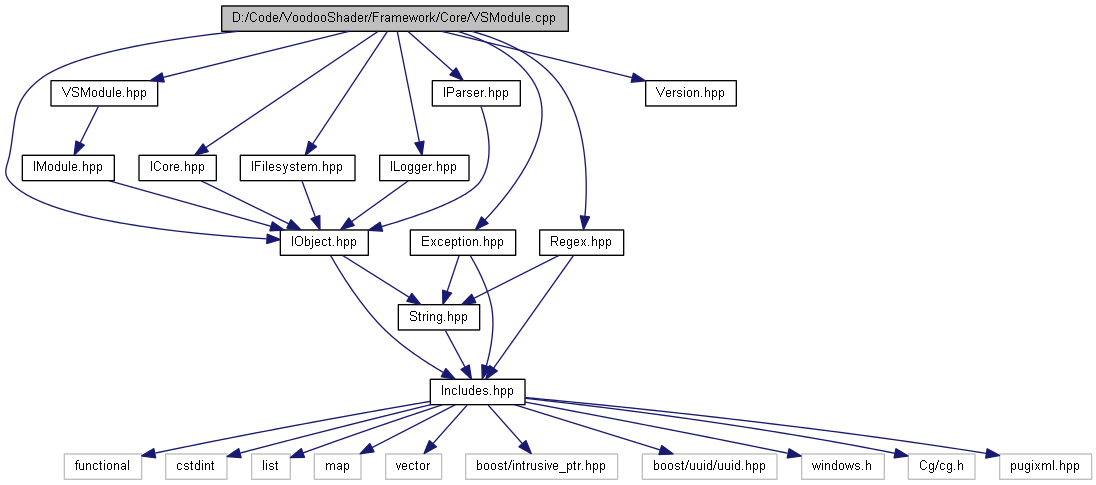 D:/Code/VoodooShader/Framework/Core/VSModule.cpp
VSModule.hpp
IParser.hpp
Version.hpp
IModule.hpp
ICore.hpp
IFilesystem.hpp
ILogger.hpp
IObject.hpp
Exception.hpp
Regex.hpp
String.hpp
Includes.hpp
functional
cstdint
list
map
vector
boost/intrusive_ptr.hpp
boost/uuid/uuid.hpp
windows.h
Cg/cg.h
pugixml.hpp